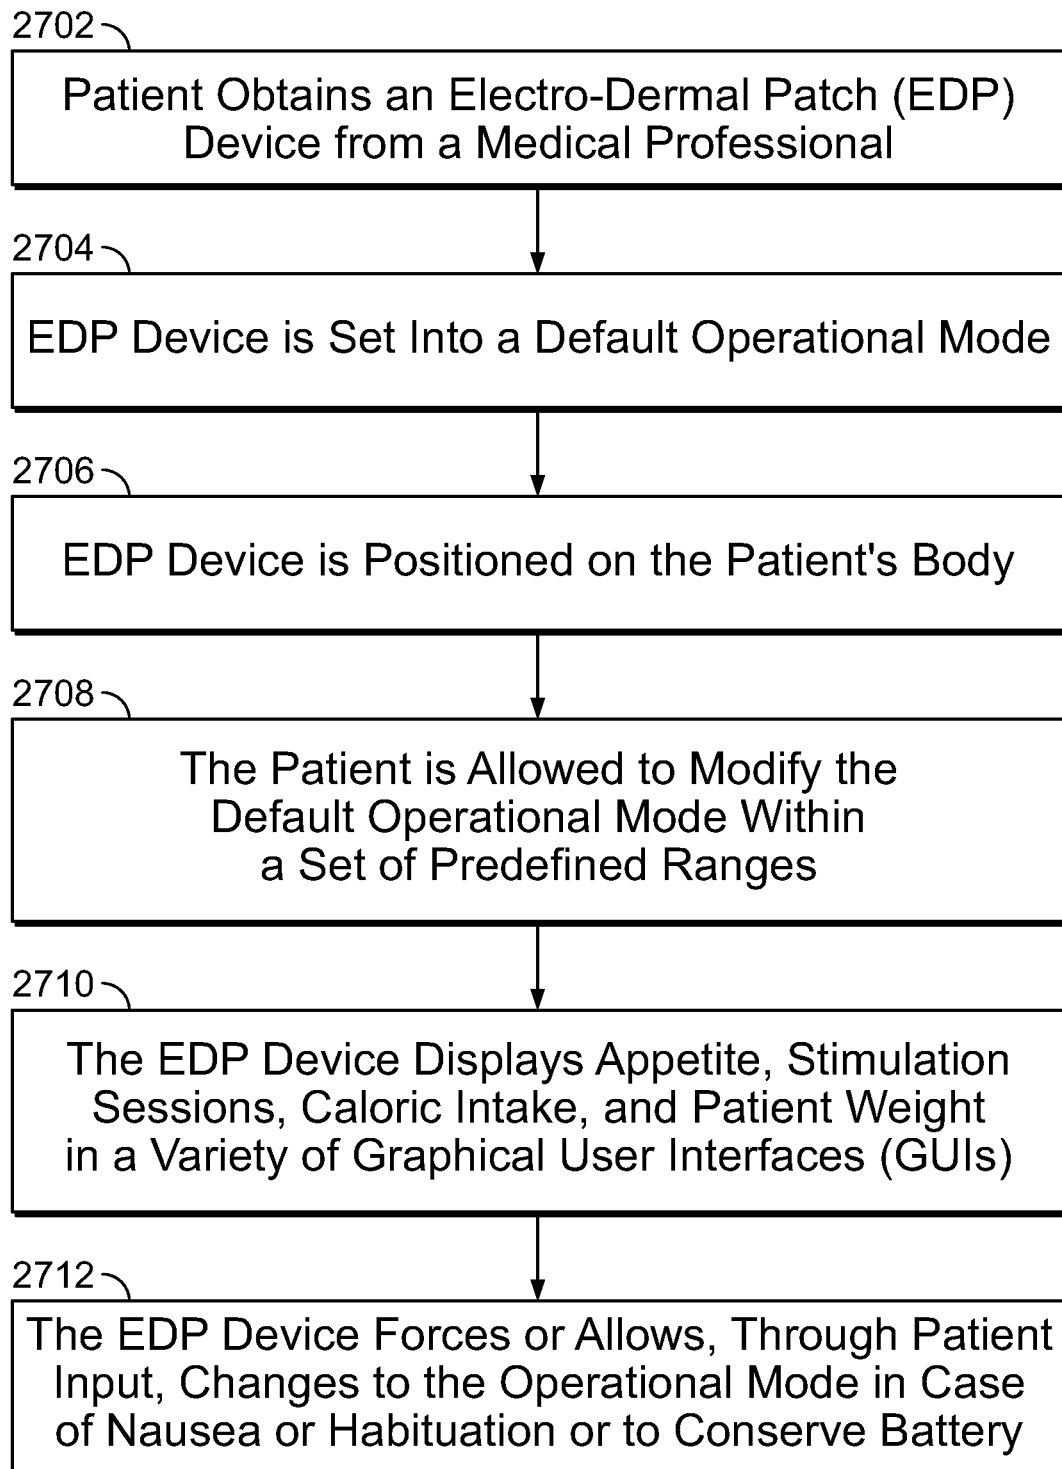 2702
Patient Obtains an Electro-Dermal Patch (EDP)
Device from a Medical Professional
2704
EDP Device is Set Into a Default Operational Mode
2706
EDP Device is Positioned on the Patient's Body
2708
The Patient is Allowed to Modify the
Default Operational Mode Within
a Set of Predefined Ranges
2710
The EDP Device Displays Appetite, Stimulation
Sessions, Caloric Intake, and Patient Weight
in a Variety of Graphical User Interfaces (GUIs)
2712
The EDP Device Forces or Allows, Through Patient
Input, Changes to the Operational Mode in Case
of Nausea or Habituation or to Conserve Battery